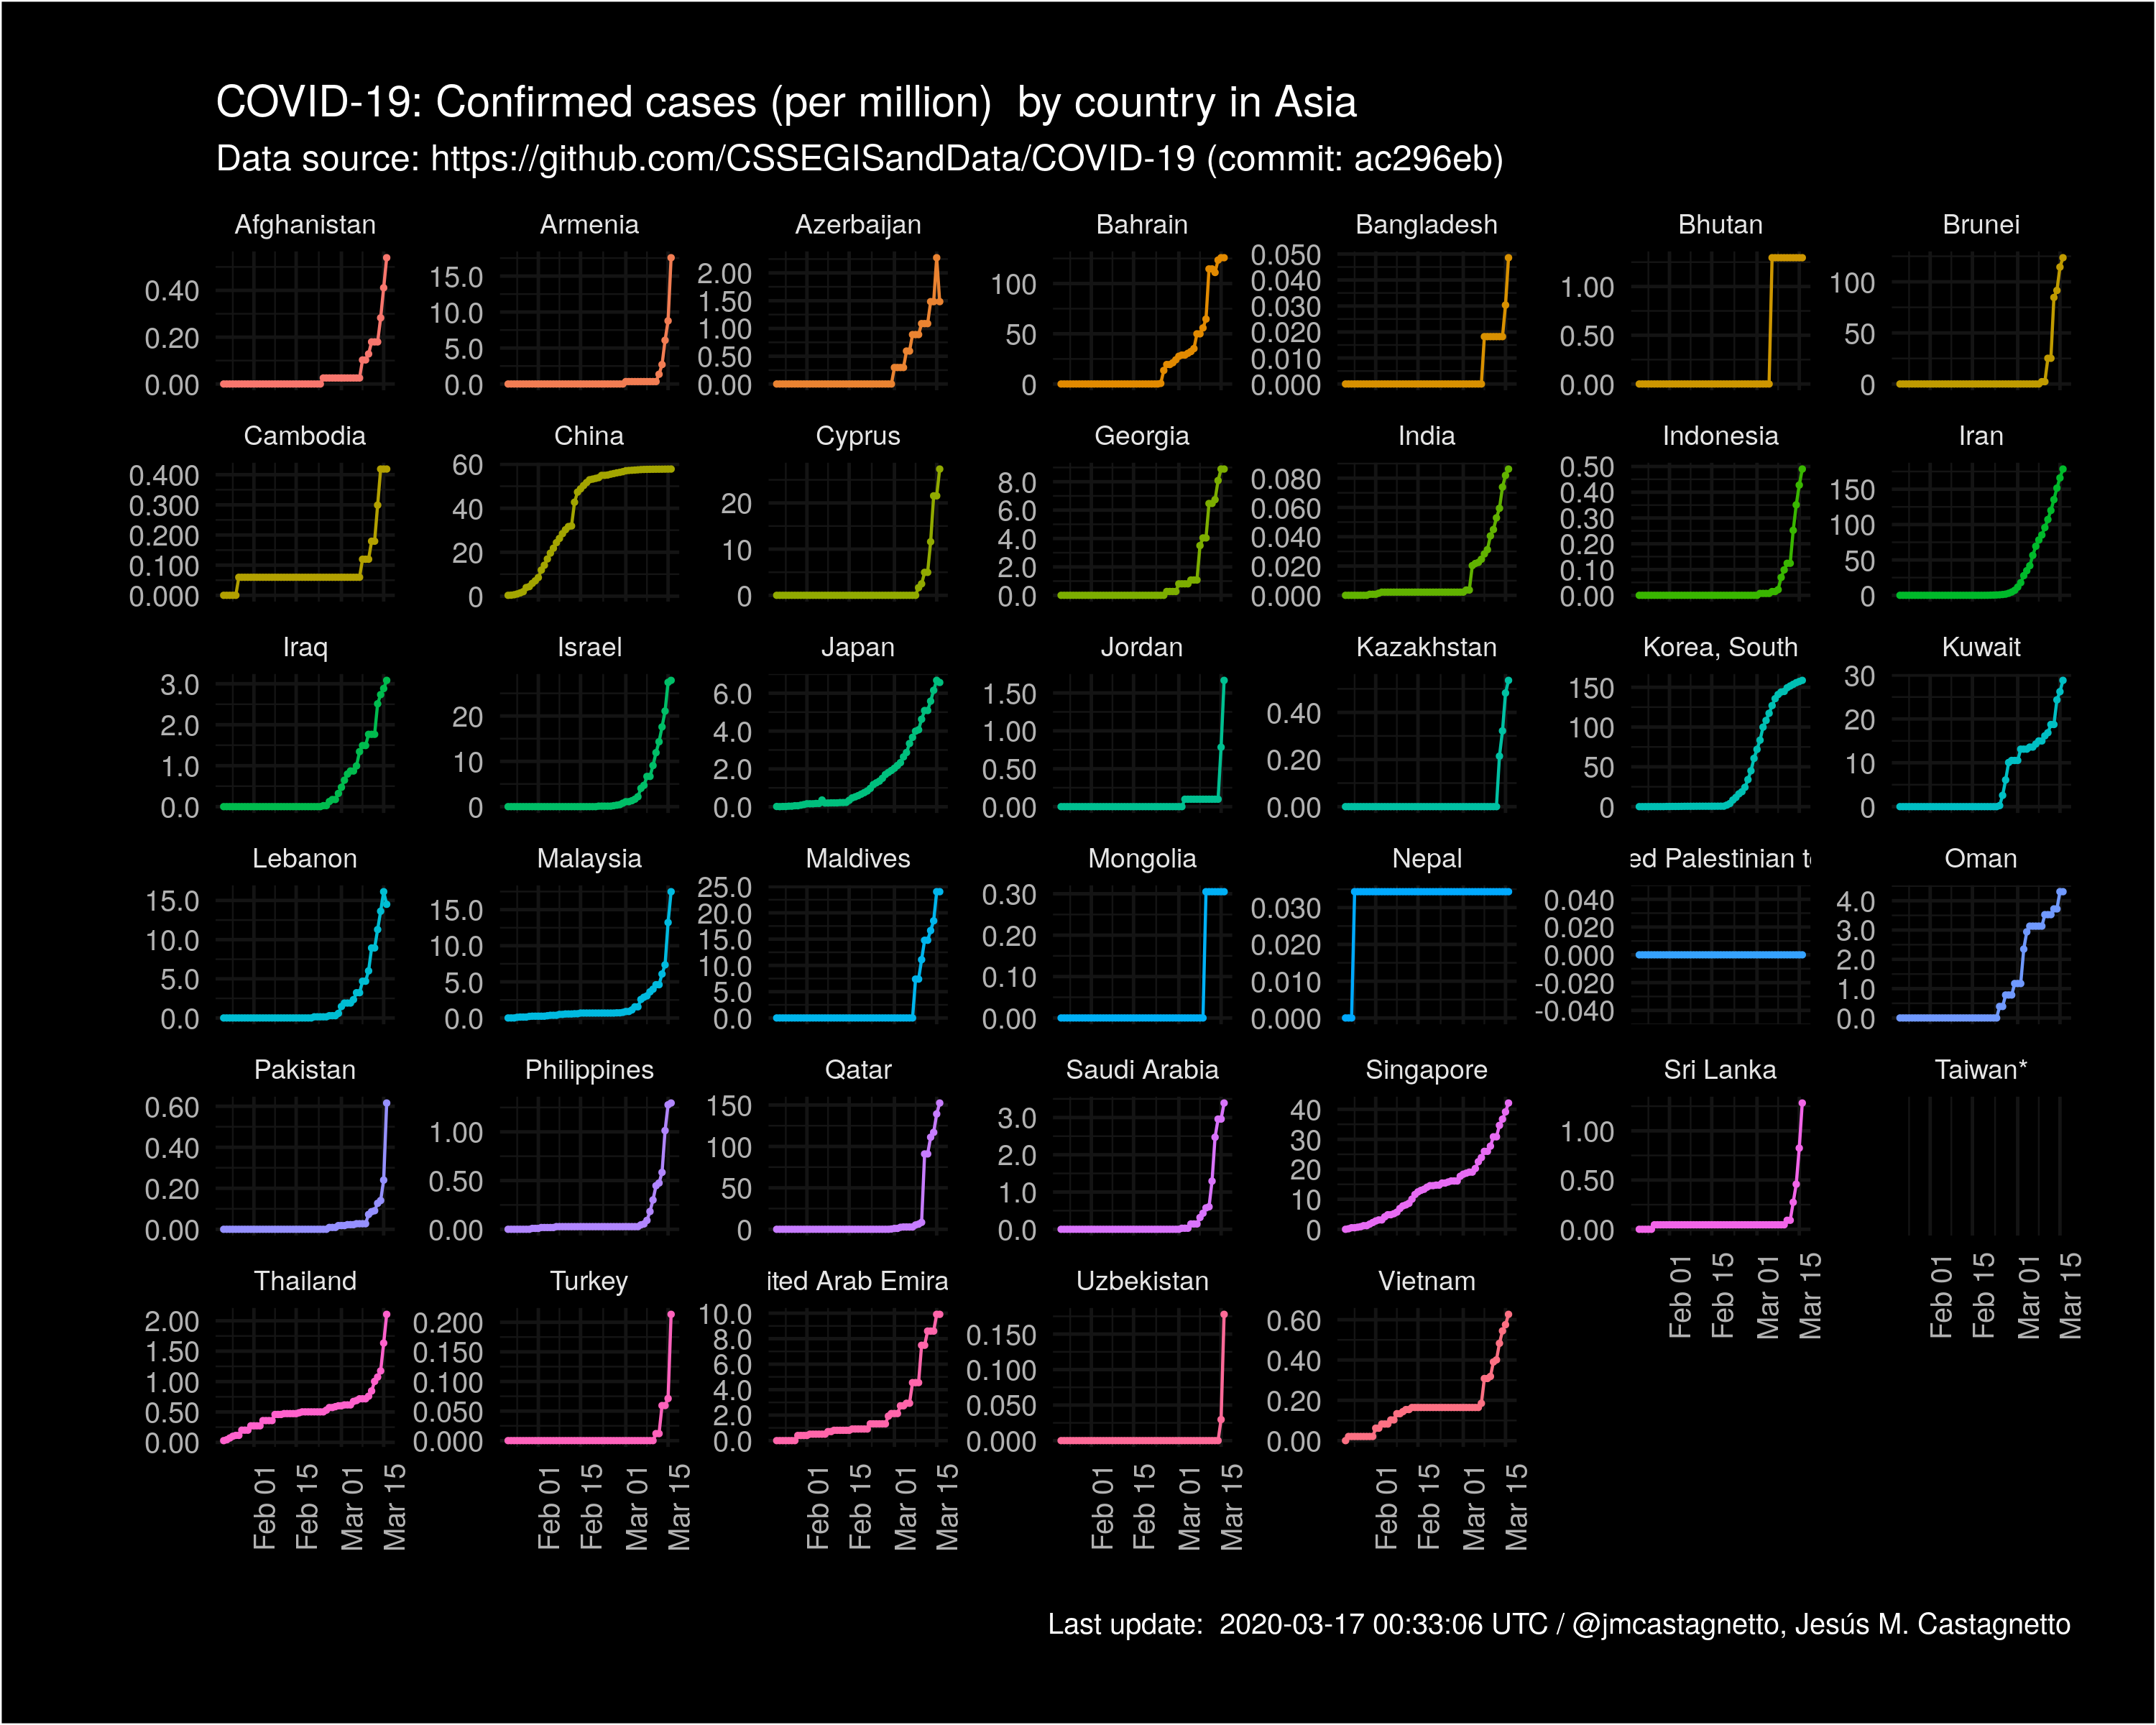 COVID-19: Confirmed cases (per million)  by country in Asia
Data source: https://github.com/CSSEGISandData/COVID-19 (commit: ac296eb)
Afghanistan
0.40
0.20
0.00
Armenia
15.0
10.0
5.0
0.0
Azerbaijan
2.00
1.50
1.00
0.50
0.00
Bahrain
100
50
0
Bangladesh
0.050
0.040
0.030
0.020
0.010
0.000
Bhutan
1.00
0.50
0.00
Brunei
100
50
0
Cambodia
0.400
0.300
0.200
0.100
0.000
China
60
40
20
0
Cyprus
20
10
0
Georgia
8.0
6.0
4.0
2.0
0.0
India
0.080
0.060
0.040
0.020
0.000
Indonesia
0.50
0.40
0.30
0.20
0.10
0.00
Iran
150
100
50
0
Iraq
3.0
2.0
1.0
0.0
Israel
20
10
0
Japan
6.0
4.0
2.0
0.0
Jordan
1.50
1.00
0.50
0.00
Kazakhstan
0.40
0.20
0.00
Korea, South
150
100
50
0
Kuwait
30
20
10
0
Lebanon
15.0
10.0
5.0
0.0
Malaysia
15.0
10.0
5.0
0.0
Maldives
25.0
20.0
15.0
10.0
5.0
0.0
Mongolia
0.30
0.20
0.10
0.00
Nepal
0.030
0.020
0.010
0.000
ed Palestinian t
0.040
0.020
0.000
-0.020
-0.040
Oman
4.0
3.0
2.0
1.0
0.0
Pakistan
0.60
0.40
0.20
0.00
Philippines
1.00
0.50
0.00
Qatar
150
100
50
0
Saudi Arabia
3.0
2.0
1.0
0.0
Singapore
40
30
20
10
0
Sri Lanka
1.00
0.50
0.00
Feb 01
Feb 15
Mar 01
Mar 15
Taiwan*
Feb 01
Feb 15
Mar 01
Mar 15
Thailand
2.00
1.50
1.00
0.50
0.00
Feb 01
Feb 15
Mar 01
Mar 15
Turkey
0.200
0.150
0.100
0.050
0.000
Feb 01
Feb 15
Mar 01
Mar 15
ited Arab Emira
10.0
8.0
6.0
4.0
2.0
0.0
Feb 01
Feb 15
Mar 01
Mar 15
Uzbekistan
0.150
0.100
0.050
0.000
Feb 01
Feb 15
Mar 01
Mar 15
Vietnam
0.60
0.40
0.20
0.00
Feb 01
Feb 15
Mar 01
Mar 15
Last update:  2020-03-17 00:33:06 UTC / @jmcastagnetto, Jesús M. Castagnetto